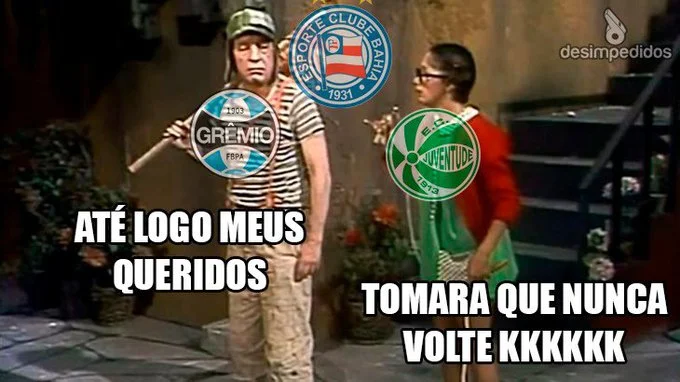 desimpedidos
ESPORTE CLUBE BAHIA
1931
1903
GRÊMIO
FBPA
E.C.
JUVENTUDE
1913
ATÉ LOGO MEUS
QUERIDOS
TOMARA QUE NUNCA
VOLTE KKKKKK